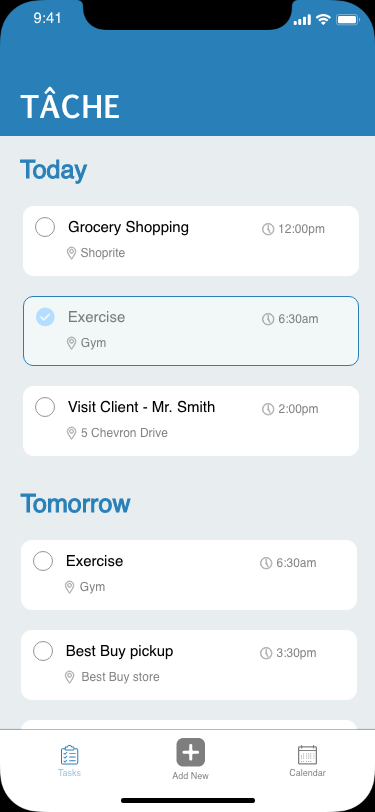 9:41
TÂCHE
Today
Grocery Shopping 12:00pm
Shoprite
Exercise 6:30am
Gym
Visit Client - Mr. Smith 2:00pm
5 Chevron Drive
Tomorrow
Exercise 6:30am
Gym
Best Buy pickup 3:30pm
Best Buy store
Tasks Add New Calendar